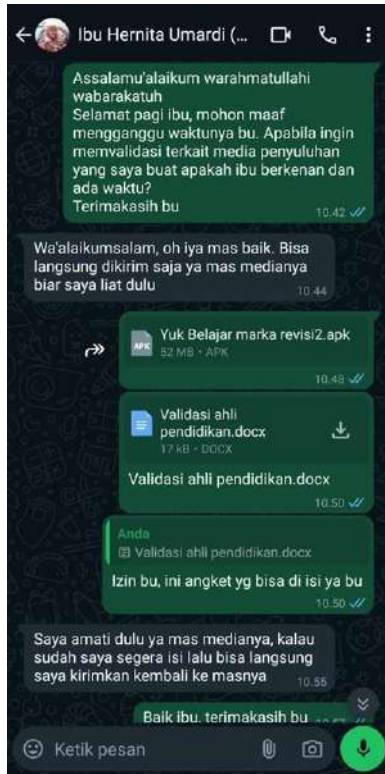 Ibu Hernita Umardi (...
Assalamu'alaikum warahmatullahi
wabarakatuh
Selamat pagi ibu, mohon maaf
mengganggu waktunya bu. Apabila ingin
memvalidasi terkait media penyuluhan
yang saya buat apakah ibu berkenan dan
ada waktu?
Terimakasih bu
10.42
Wa'alaikumsalam, oh iya mas baik. Bisa
langsung dikirim saja ya mas medianya
biar saya liat dulu
10.44
Yuk Belajar marka revisi2.apk
APK
52 MB • APK
10.48
Validasi ahli
pendidikan.docx
17 kB • DOCX
Validasi ahli pendidikan.docx
10.50
Anda
Validasi ahli pendidikan.docx
Izin bu, ini angket yg bisa di isi ya bu
10.50
Saya amati dulu ya mas medianya, kalau
sudah saya segera isi lalu bisa langsung
saya kirimkan kembali ke masnya
10.55
Baik ibu, terimakasih bu
Ketik pesan